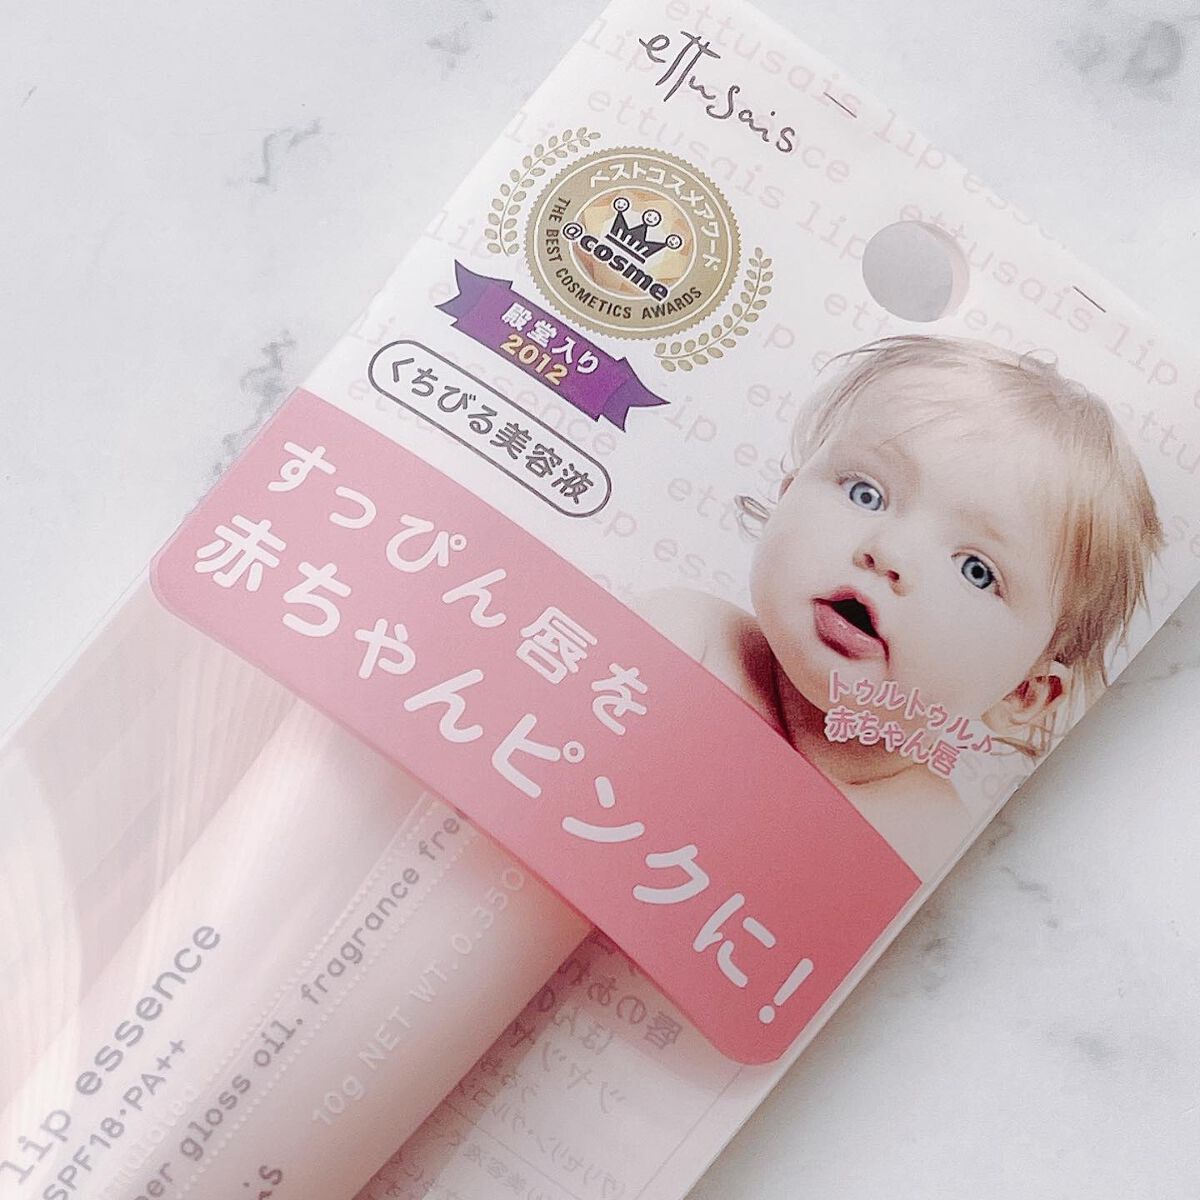 ettusais
ベストコスメアワード
@cosme
THE BEST COSMETICS AWARDS
殿堂入り
2012
くちびる美容液
すっぴん唇を
赤ちゃんピンクに!
トゥルトゥル♪
赤ちゃん唇
lip essence
SPF18・PA++
gloss oil. fragrance free
10g NET WT. 0.35O